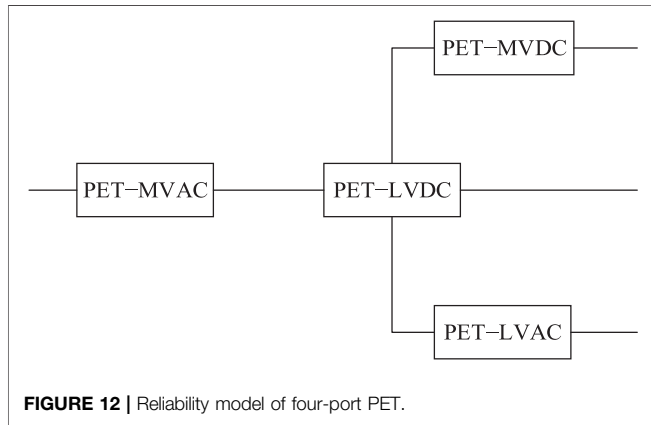 PET−MVDC
PET−MVAC
PET−LVDC
PET−LVAC
FIGURE 12 | Reliability model of four-port PET.